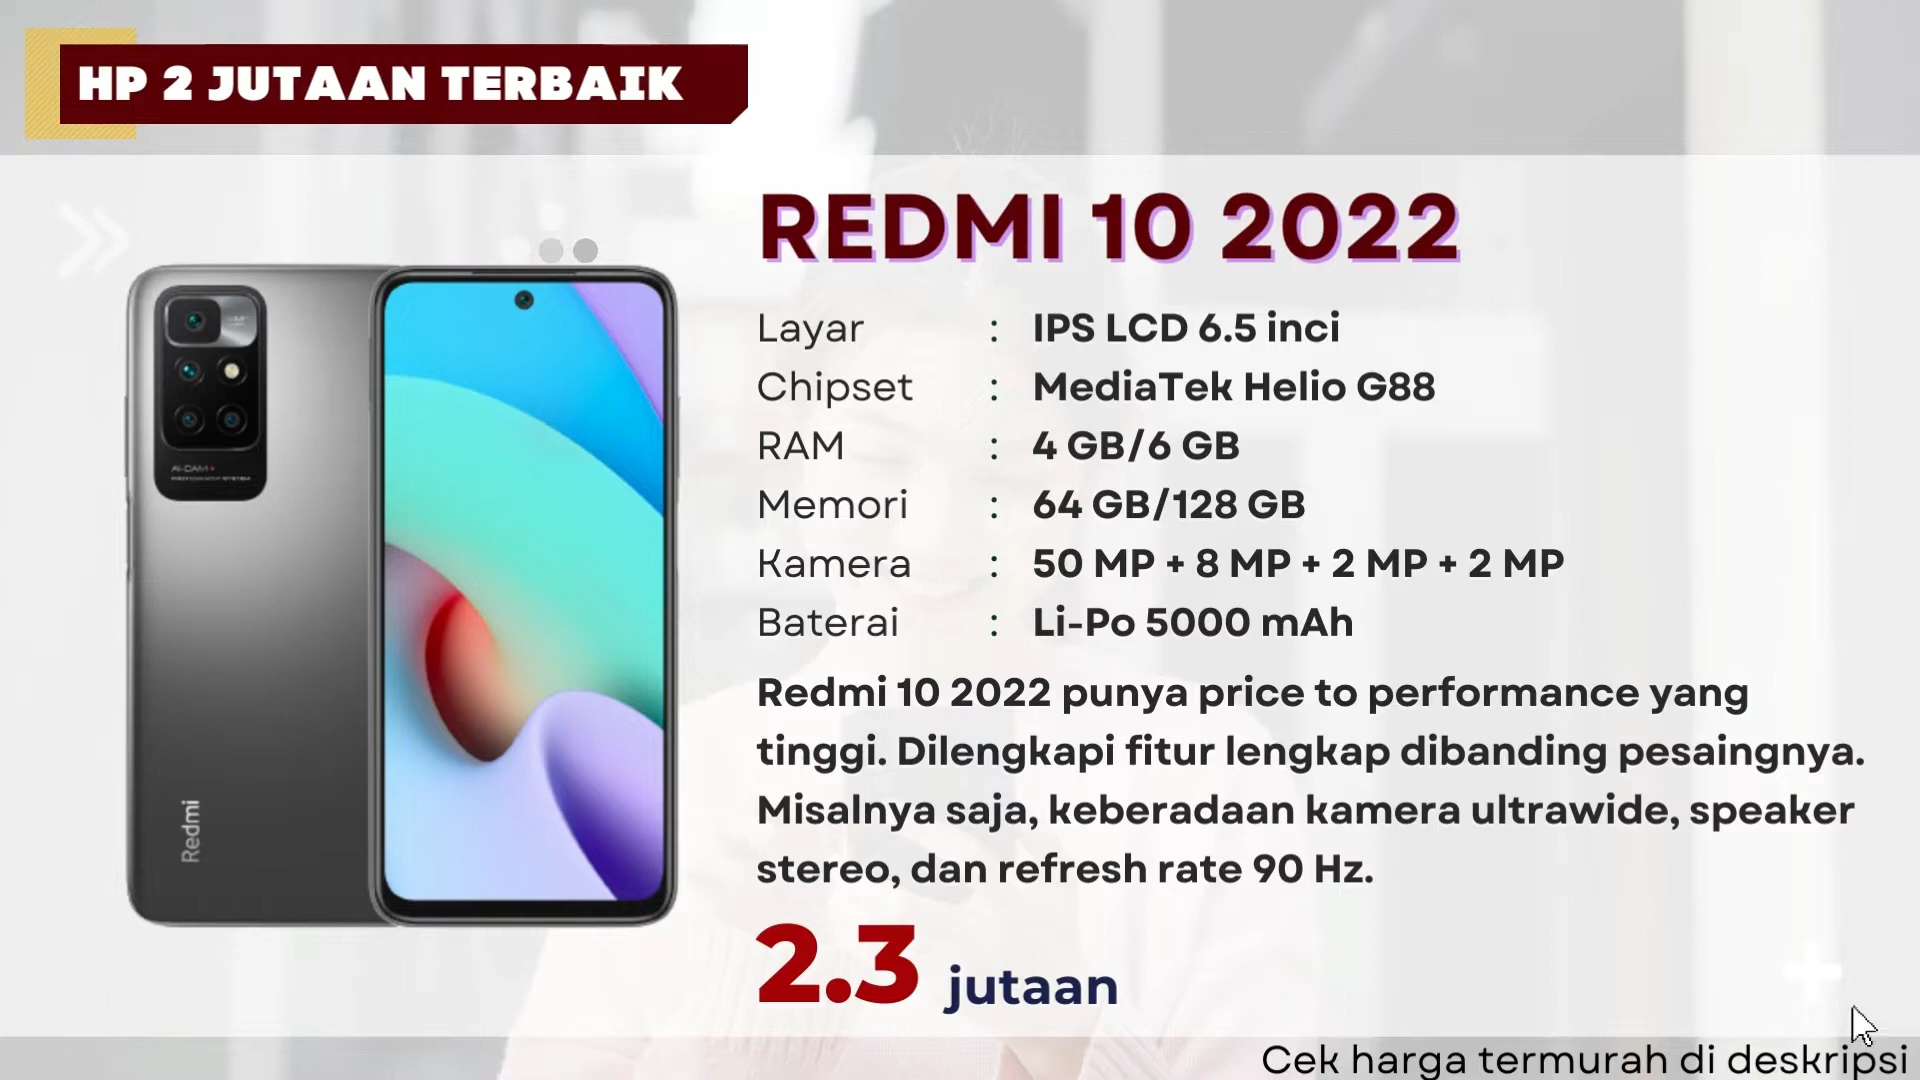 HP 2 JUTAAN TERBAIK
REDMI 10 2022
Layar : IPS LCD 6.5 inci
Chipset : MediaTek Helio G88
RAM : 4 GB/6 GB
Memori : 64 GB/128 GB
Kamera : 50 MP + 8 MP + 2 MP + 2 MP
Baterai : Li-Po 5000 mAh
Redmi 10 2022 punya price to performance yang
tinggi. Dilengkapi fitur lengkap dibanding pesaingnya.
Misalnya saja, keberadaan kamera ultrawide, speaker
stereo, dan refresh rate 90 Hz.
2.3 jutaan
Cek harga termurah di deskripsi
AI-CAM
Redmi